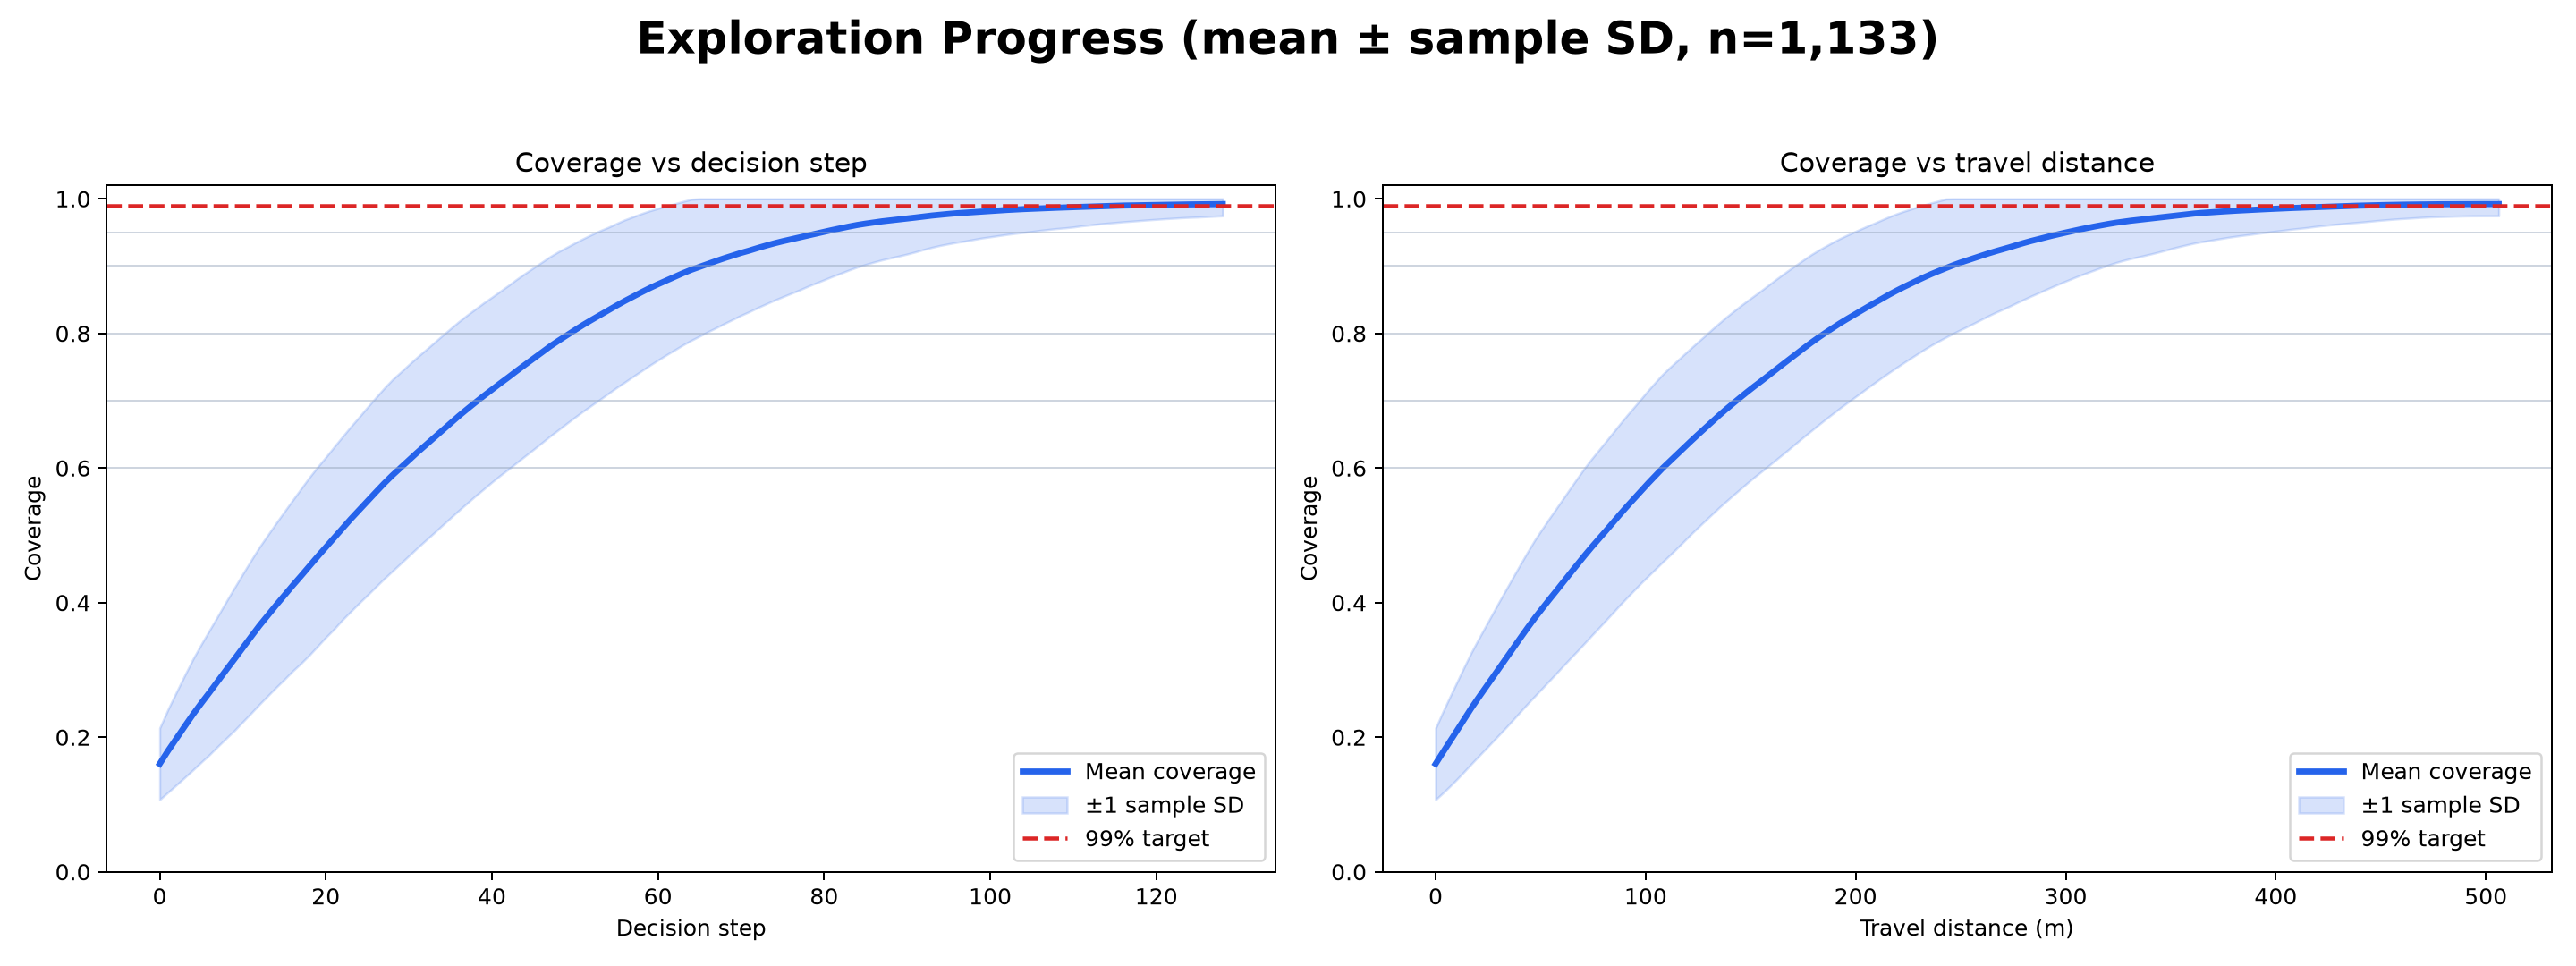 Exploration Progress (mean ± sample SD, n=1,133)
Coverage vs decision step
1.0
0.8
0.6
0.4
0.2
0.0
Coverage
0 20 40 60 80 100 120
Decision step
Mean coverage
±1 sample SD
99% target
Coverage vs travel distance
1.0
0.8
0.6
0.4
0.2
0.0
Coverage
0 100 200 300 400 500
Travel distance (m)
Mean coverage
±1 sample SD
99% target